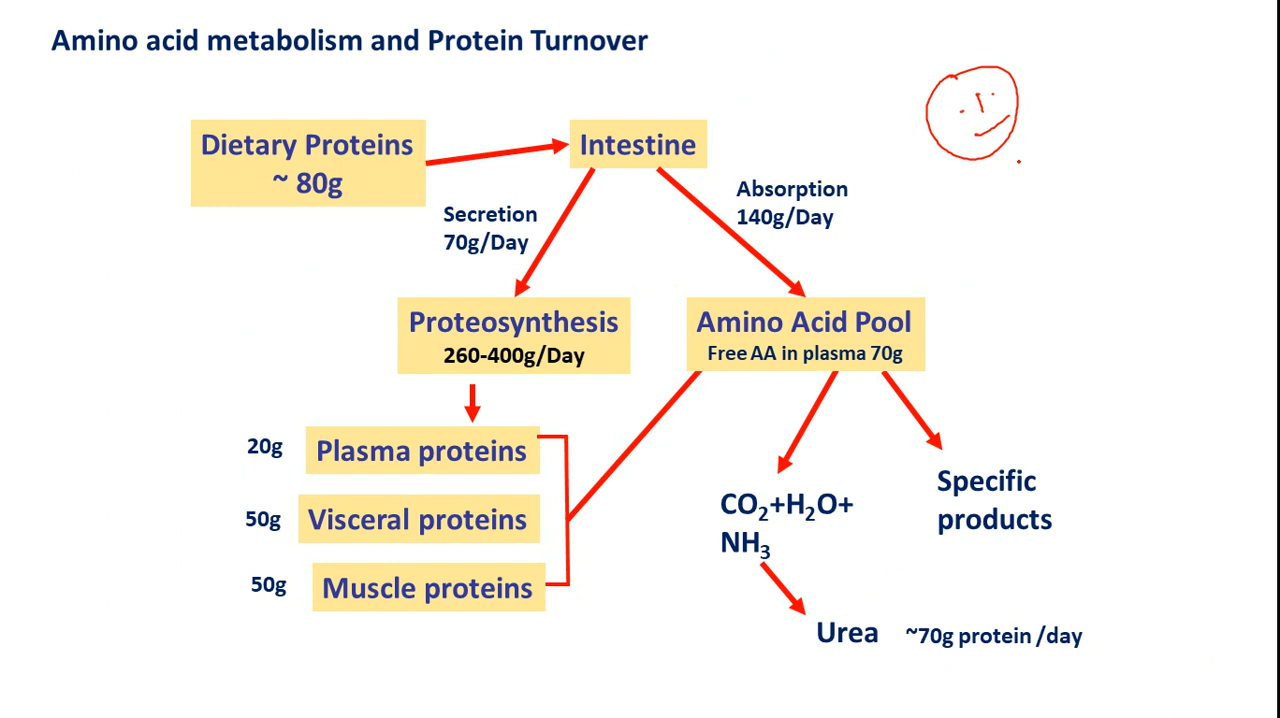 Amino acid metabolism and Protein Turnover
Dietary Proteins
~ 80g
Intestine
Secretion
70g/Day
Absorption
140g/Day
Proteosynthesis
260-400g/Day
Amino Acid Pool
Free AA in plasma 70g
20g
Plasma proteins
50g
Visceral proteins
50g
Muscle proteins
CO₂+H₂O+
NH₃
Specific
products
Urea
~70g protein /day